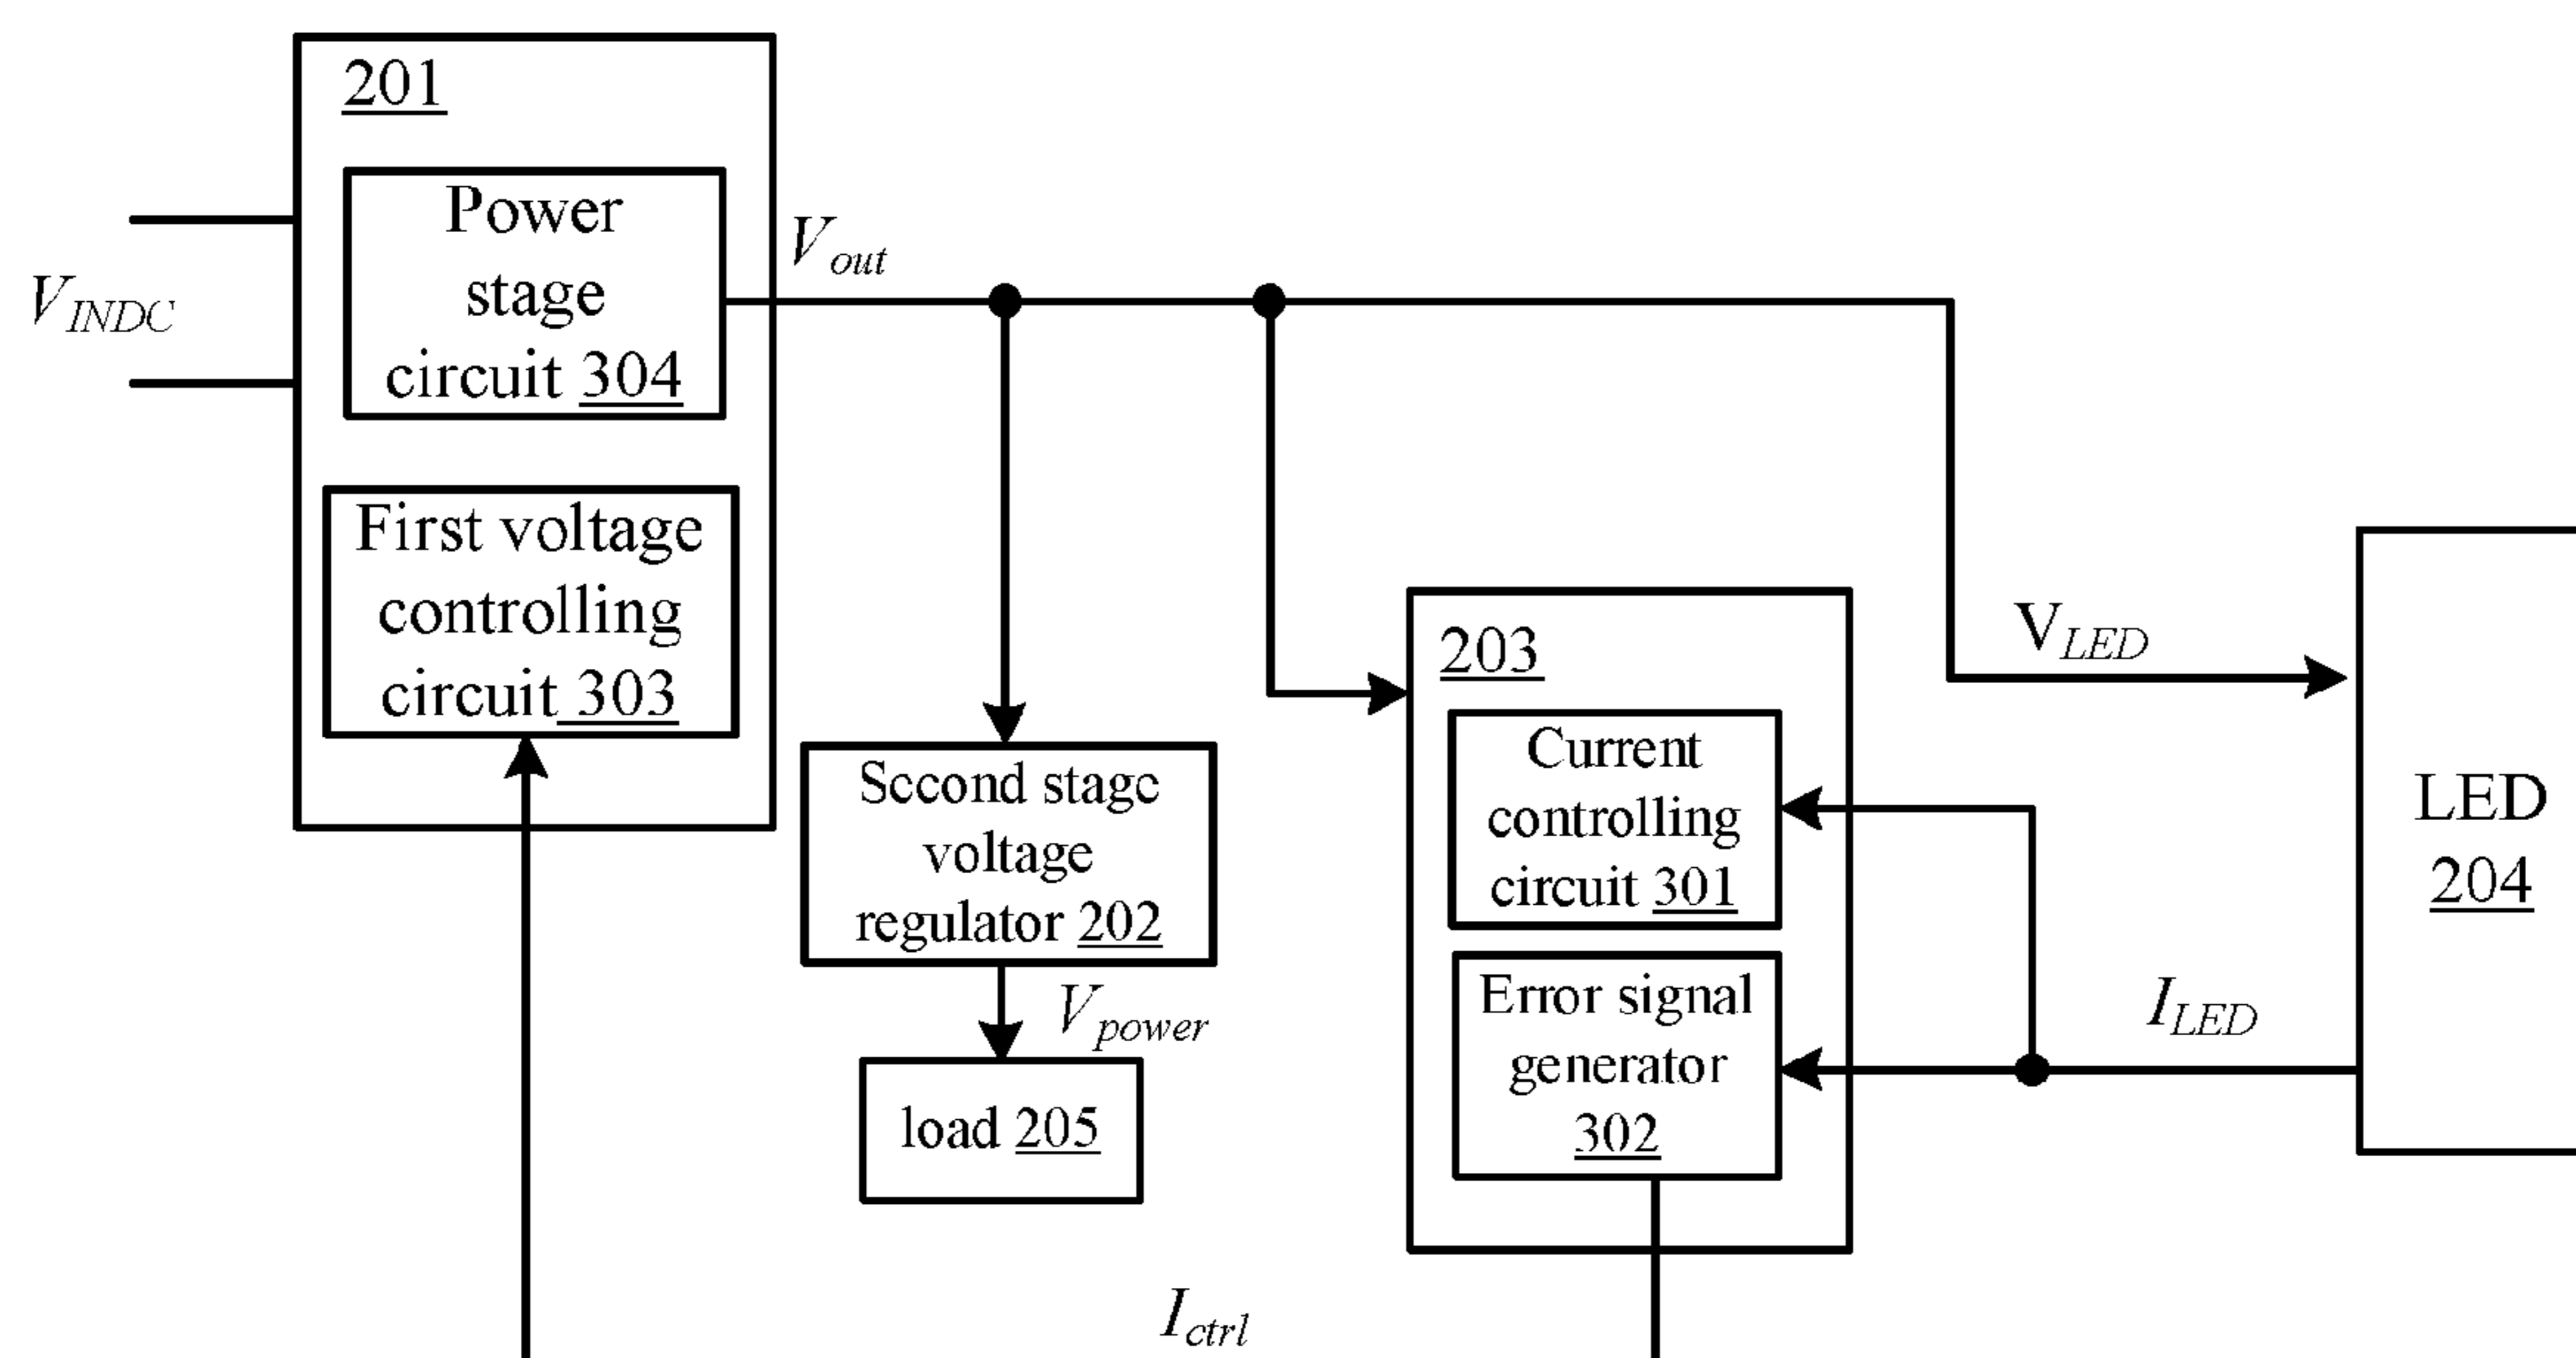 201
Power
stage
circuit 304
V_INDC
V_out
First voltage
controlling
circuit 303
Second stage
voltage
regulator 202
V_power
load 205
203
Current
controlling
circuit 301
Error signal
generator
302
V_LED
LED
204
I_LED
I_ctrl